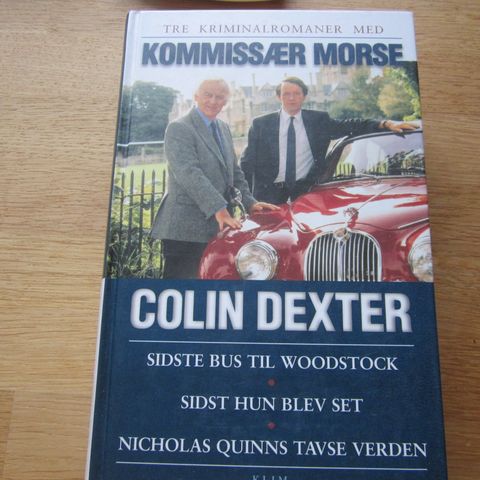 TRE KRIMINALROMANER MED
KOMMISSÆR MORSE
COLIN DEXTER
SIDSTE BUS TIL WOODSTOCK
SIDST HUN BLEV SET
NICHOLAS QUINNS TAVSE VERDEN
KLIM